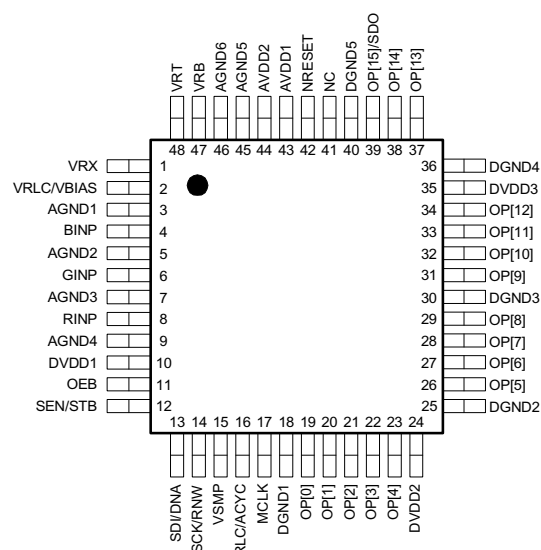 VRT
VRB
AGND6
AGND5
AVDD2
AVDD1
NRESET
NC
DGND5
OP[15]/SDO
OP[14]
OP[13]
48 47 46 45 44 43 42 41 40 39 38 37
VRX 1 36 DGND4
VRLC/VBIAS 2 35 DVDD3
AGND1 3 34 OP[12]
BINP 4 33 OP[11]
AGND2 5 32 OP[10]
GINP 6 31 OP[9]
AGND3 7 30 DGND3
RINP 8 29 OP[8]
AGND4 9 28 OP[7]
DVDD1 10 27 OP[6]
OEB 11 26 OP[5]
SEN/STB 12 25 DGND2
13 14 15 16 17 18 19 20 21 22 23 24
SDI/DNA
SCK/RNW
VSMP
RLC/ACYC
MCLK
DGND1
OP[0]
OP[1]
OP[2]
OP[3]
OP[4]
DVDD2